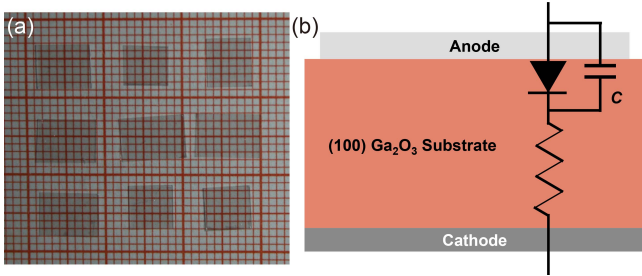 (a)
(b)
Anode
C
(100) Ga₂O₃ Substrate
Cathode